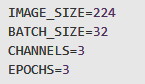 IMAGE_SIZE=224
BATCH_SIZE=32
CHANNELS=3
EPOCHS=3